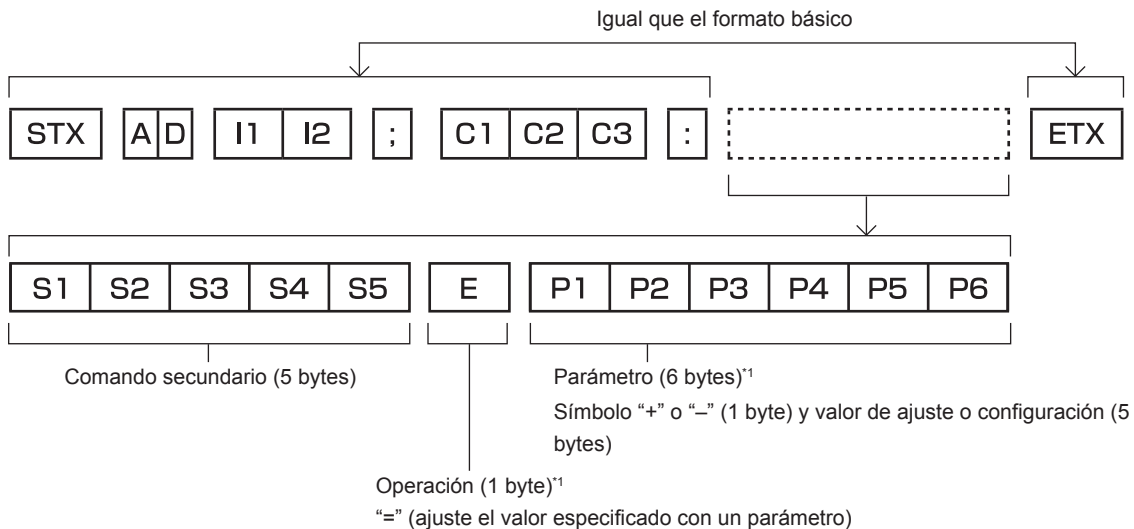 Igual que el formato básico
STX A D I1 I2 ; C1 C2 C3 : ETX
S1 S2 S3 S4 S5 E P1 P2 P3 P4 P5 P6
Comando secundario (5 bytes)
Parámetro (6 bytes)*1
Símbolo “+” o “–” (1 byte) y valor de ajuste o configuración (5
bytes)
Operación (1 byte)*1
“=” (ajuste el valor especificado con un parámetro)